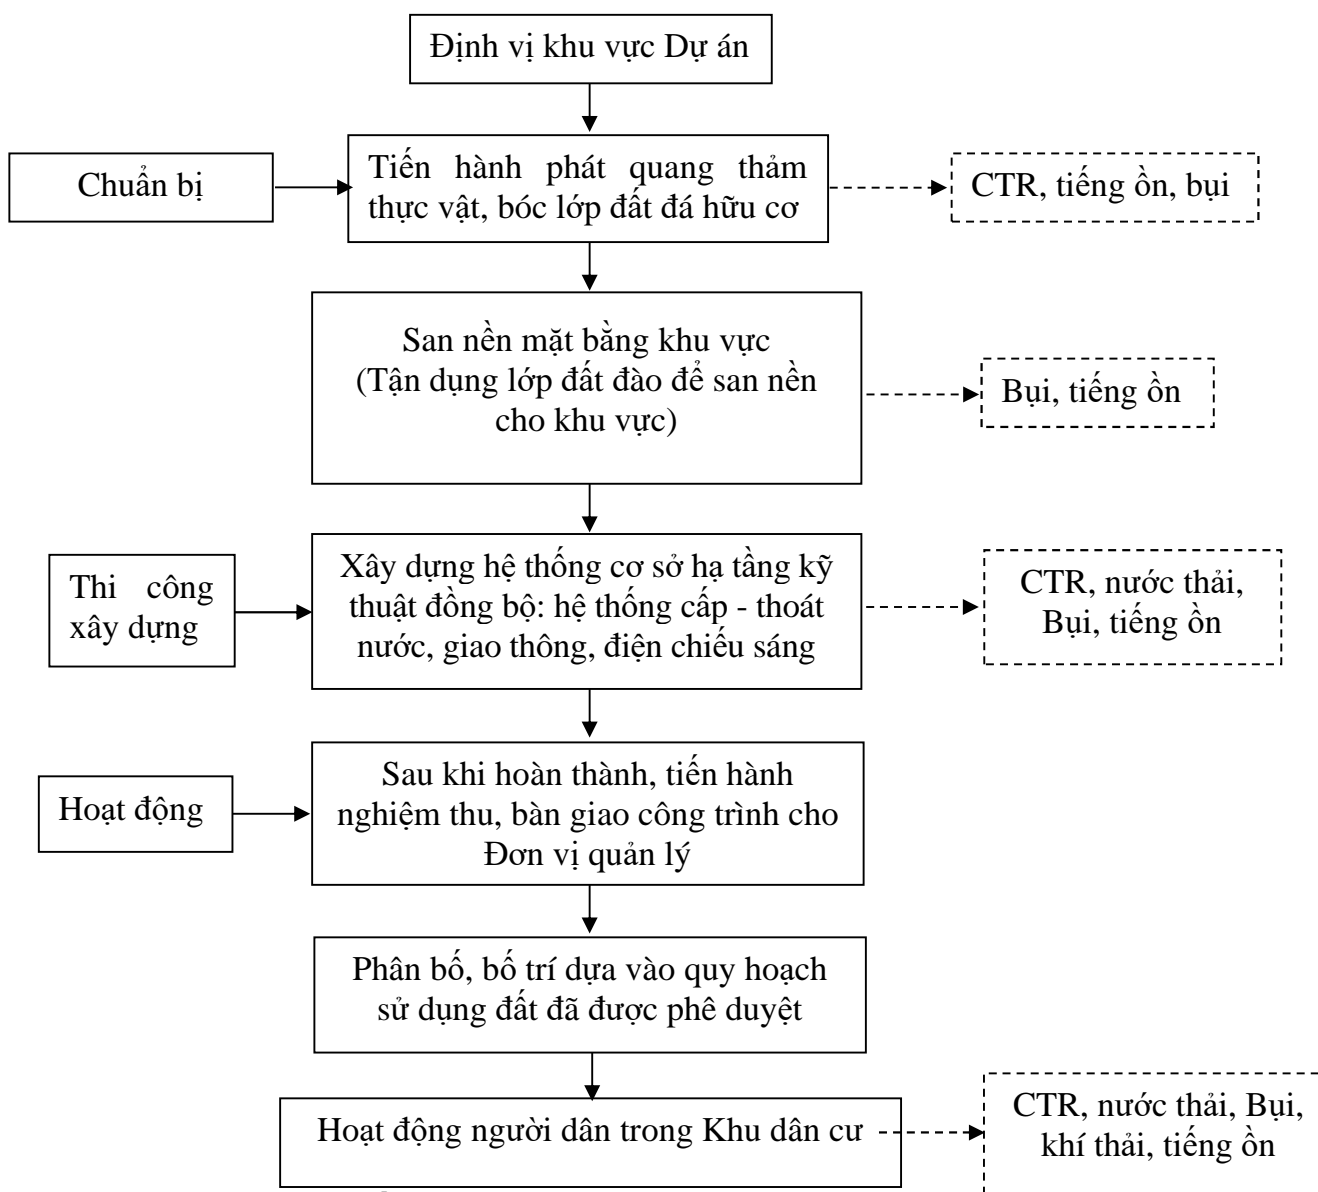 Định vị khu vực Dự án
Chuẩn bị
Tiến hành phát quang thảm
thực vật, bóc lớp đất đá hữu cơ
CTR, tiếng ồn, bụi
San nền mặt bằng khu vực
(Tận dụng lớp đất đào để san nền
cho khu vực)
Bụi, tiếng ồn
Thi công
xây dựng
Xây dựng hệ thống cơ sở hạ tầng kỹ
thuật đồng bộ: hệ thống cấp - thoát
nước, giao thông, điện chiếu sáng
CTR, nước thải,
Bụi, tiếng ồn
Hoạt động
Sau khi hoàn thành, tiến hành
nghiệm thu, bàn giao công trình cho
Đơn vị quản lý
Phân bố, bố trí dựa vào quy hoạch
sử dụng đất đã được phê duyệt
Hoạt động người dân trong Khu dân cư
CTR, nước thải, Bụi,
khí thải, tiếng ồn